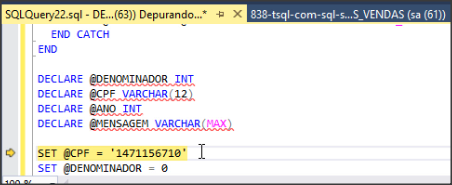 SQLQuery22.sql - DE...(63)) Depurando...*
838-tsql-com-sql-s...S_VENDAS (sa (61))
END CATCH
END
DECLARE @DENOMINADOR INT
DECLARE @CPF VARCHAR(12)
DECLARE @ANO INT
DECLARE @MENSAGEM VARCHAR(MAX)
SET @CPF = '1471156710'
SET @DENOMINADOR = 0